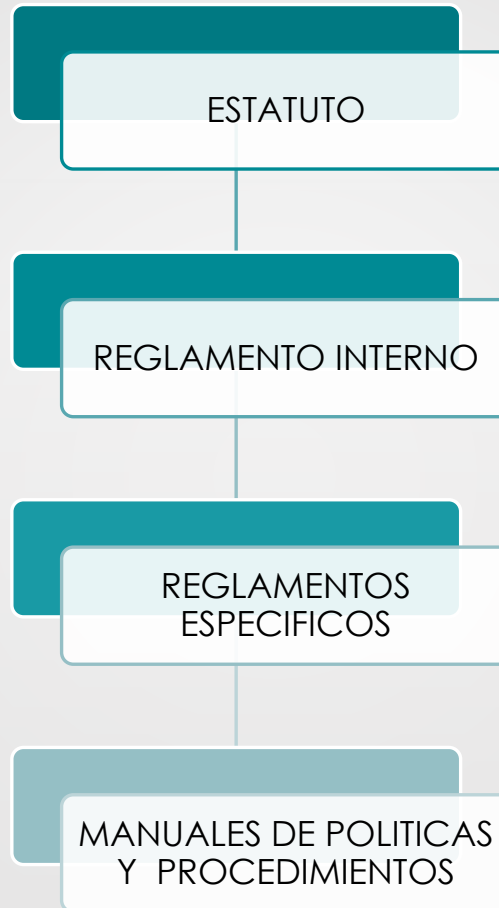 ESTATUTO
REGLAMENTO INTERNO
REGLAMENTOS
ESPECIFICOS
MANUALES DE POLITICAS
Y PROCEDIMIENTOS